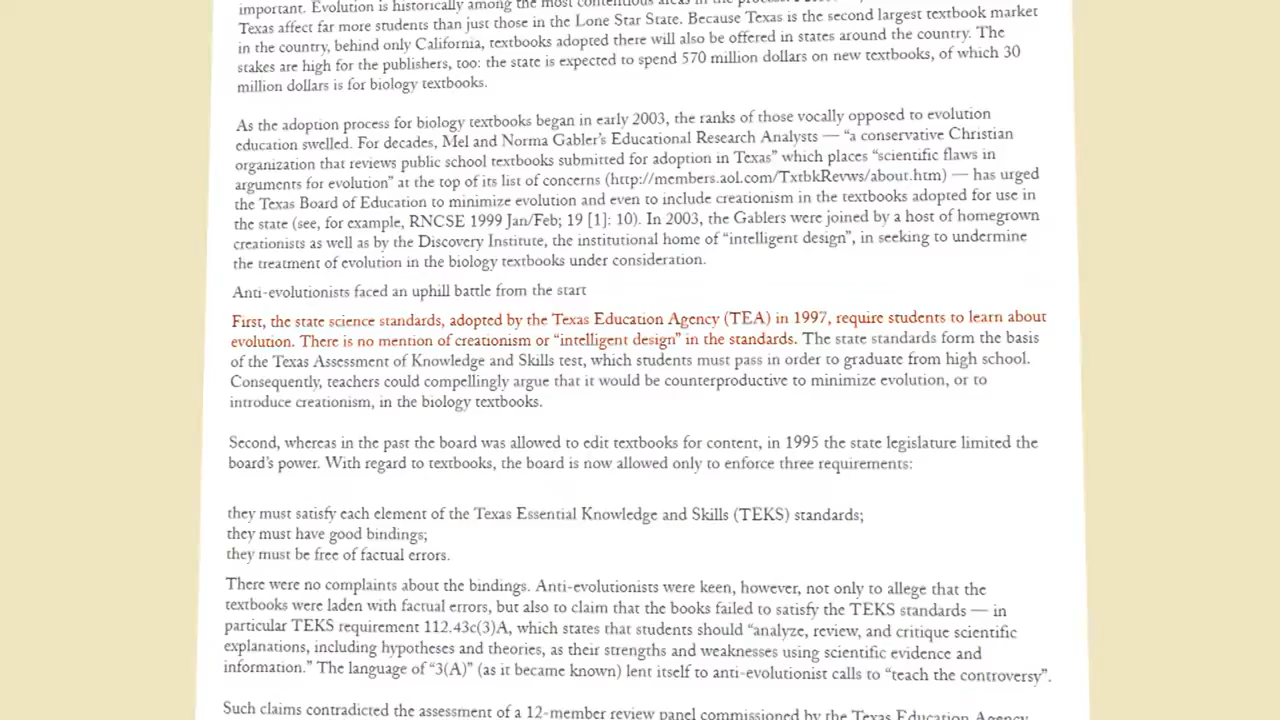 important. Evolution is historically among the most contentious areas in the process.
Texas affect far more students than just those in the Lone Star State. Because Texas is the second largest textbook market
in the country, behind only California, textbooks adopted there will also be offered in states around the country. The
stakes are high for the publishers, too: the state is expected to spend 570 million dollars on new textbooks, of which 30
million dollars is for biology textbooks.
As the adoption process for biology textbooks began in early 2003, the ranks of those vocally opposed to evolution
education swelled. For decades, Mel and Norma Gabler's Educational Research Analysts — “a conservative Christian
organization that reviews public school textbooks submitted for adoption in Texas” which places “scientific flaws in
arguments for evolution” at the top of its list of concerns (http://members.aol.com/TxtbkRevws/about.htm) — has urged
the Texas Board of Education to minimize evolution and even to include creationism in the textbooks adopted for use in
the state (see, for example, RNCSE 1999 Jan/Feb; 19 [1]: 10). In 2003, the Gablers were joined by a host of homegrown
creationists as well as by the Discovery Institute, the institutional home of “intelligent design”, in seeking to undermine
the treatment of evolution in the biology textbooks under consideration.
Anti-evolutionists faced an uphill battle from the start
First, the state science standards, adopted by the Texas Education Agency (TEA) in 1997, require students to learn about
evolution. There is no mention of creationism or “intelligent design” in the standards. The state standards form the basis
of the Texas Assessment of Knowledge and Skills test, which students must pass in order to graduate from high school.
Consequently, teachers could compellingly argue that it would be counterproductive to minimize evolution, or to
introduce creationism, in the biology textbooks.
Second, whereas in the past the board was allowed to edit textbooks for content, in 1995 the state legislature limited the
board's power. With regard to textbooks, the board is now allowed only to enforce three requirements:
they must satisfy each element of the Texas Essential Knowledge and Skills (TEKS) standards;
they must have good bindings;
they must be free of factual errors.
There were no complaints about the bindings. Anti-evolutionists were keen, however, not only to allege that the
textbooks were laden with factual errors, but also to claim that the books failed to satisfy the TEKS standards — in
particular TEKS requirement 112.43c(3)A, which states that students should “analyze, review, and critique scientific
explanations, including hypotheses and theories, as their strengths and weaknesses using scientific evidence and
information.” The language of “3(A)” (as it became known) lent itself to anti-evolutionist calls to “teach the controversy”.
Such claims contradicted the assessment of a 12-member review panel commissioned by the Texas Education Agency